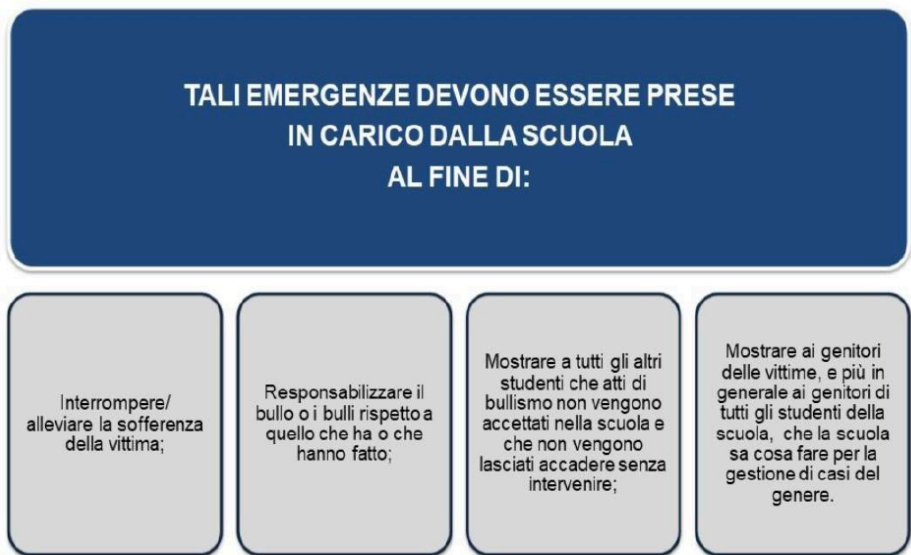 TALI EMERGENZE DEVONO ESSERE PRESE
IN CARICO DALLA SCUOLA
AL FINE DI:
Interrompere/
alleviare la sofferenza
della vittima;
Responsabilizzare il
bullo o i bulli rispetto a
quello che ha o che
hanno fatto;
Mostrare a tutti gli altri
studenti che atti di
bullismo non vengono
accettati nella scuola e
che non vengono
lasciati accadere senza
intervenire;
Mostrare ai genitori
delle vittime, e più in
generale ai genitori di
tutti gli studenti della
scuola, che la scuola
sa cosa fare per la
gestione di casi del
genere.